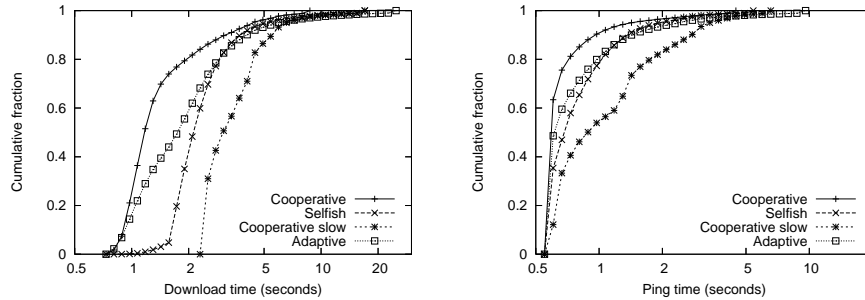 1
0.8
0.6
0.4
0.2
0
Cumulative fraction
Cooperative
Selfish
Cooperative slow
Adaptive
0.5 1 2 5 10 20
Download time (seconds)
1
0.8
0.6
0.4
0.2
0
Cumulative fraction
Cooperative
Selfish
Cooperative slow
Adaptive
0.5 1 2 5 10
Ping time (seconds)